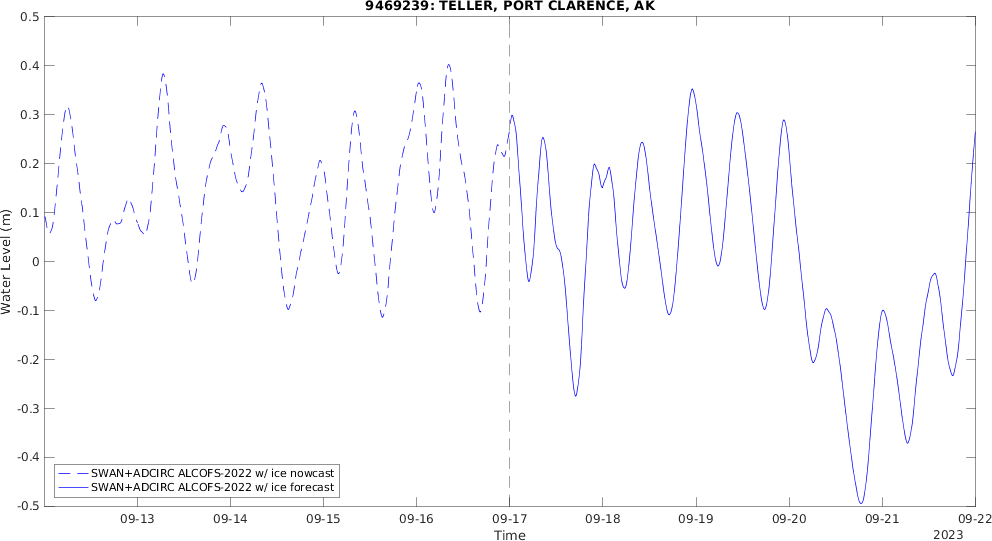 9469239: TELLER, PORT CLARENCE, AK
0.5
0.4
0.3
0.2
0.1
0
-0.1
-0.2
-0.3
-0.4
-0.5
Water Level (m)
SWAN+ADCIRC ALCOFS-2022 w/ ice nowcast
SWAN+ADCIRC ALCOFS-2022 w/ ice forecast
09-13 09-14 09-15 09-16 09-17 09-18 09-19 09-20 09-21 09-22
Time
2023